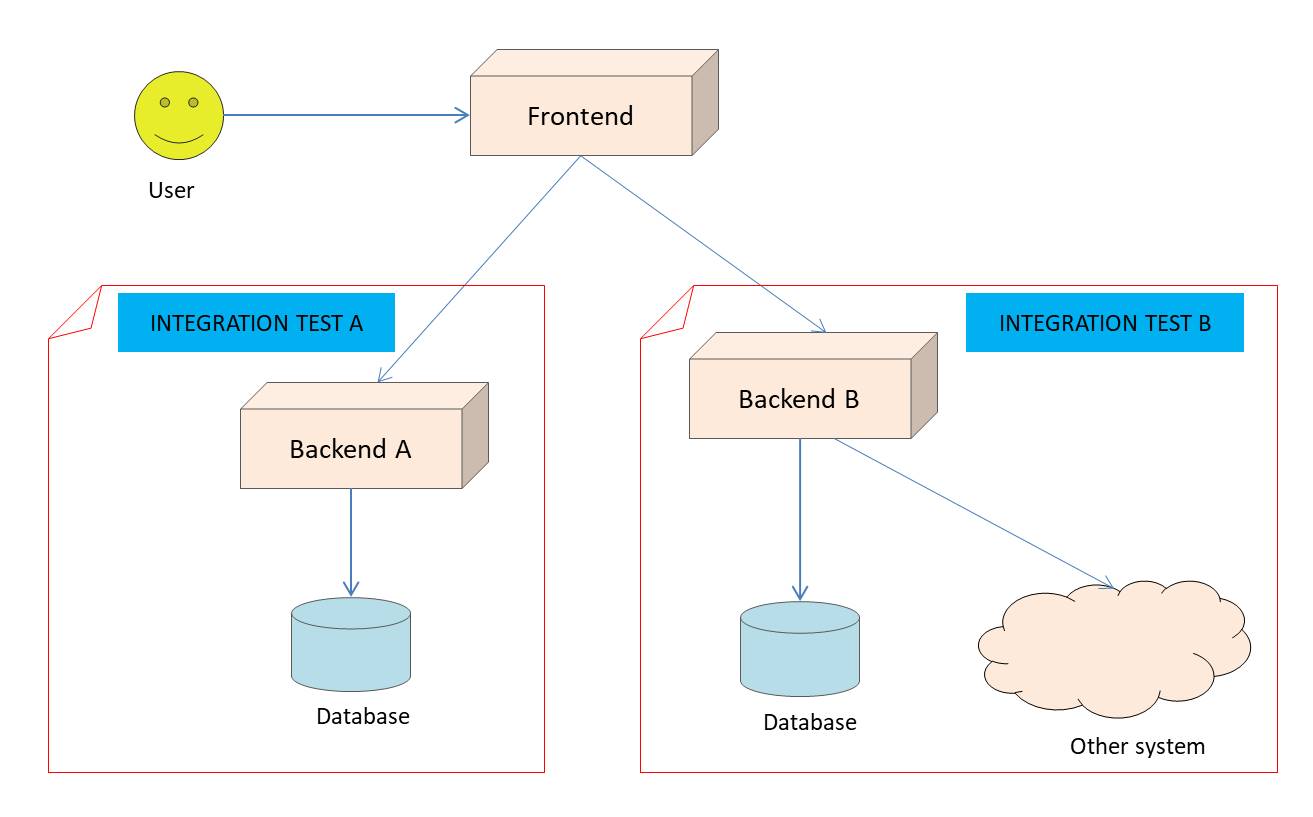 Frontend
User
INTEGRATION TEST A
INTEGRATION TEST B
Backend A
Backend B
Database
Database
Other system